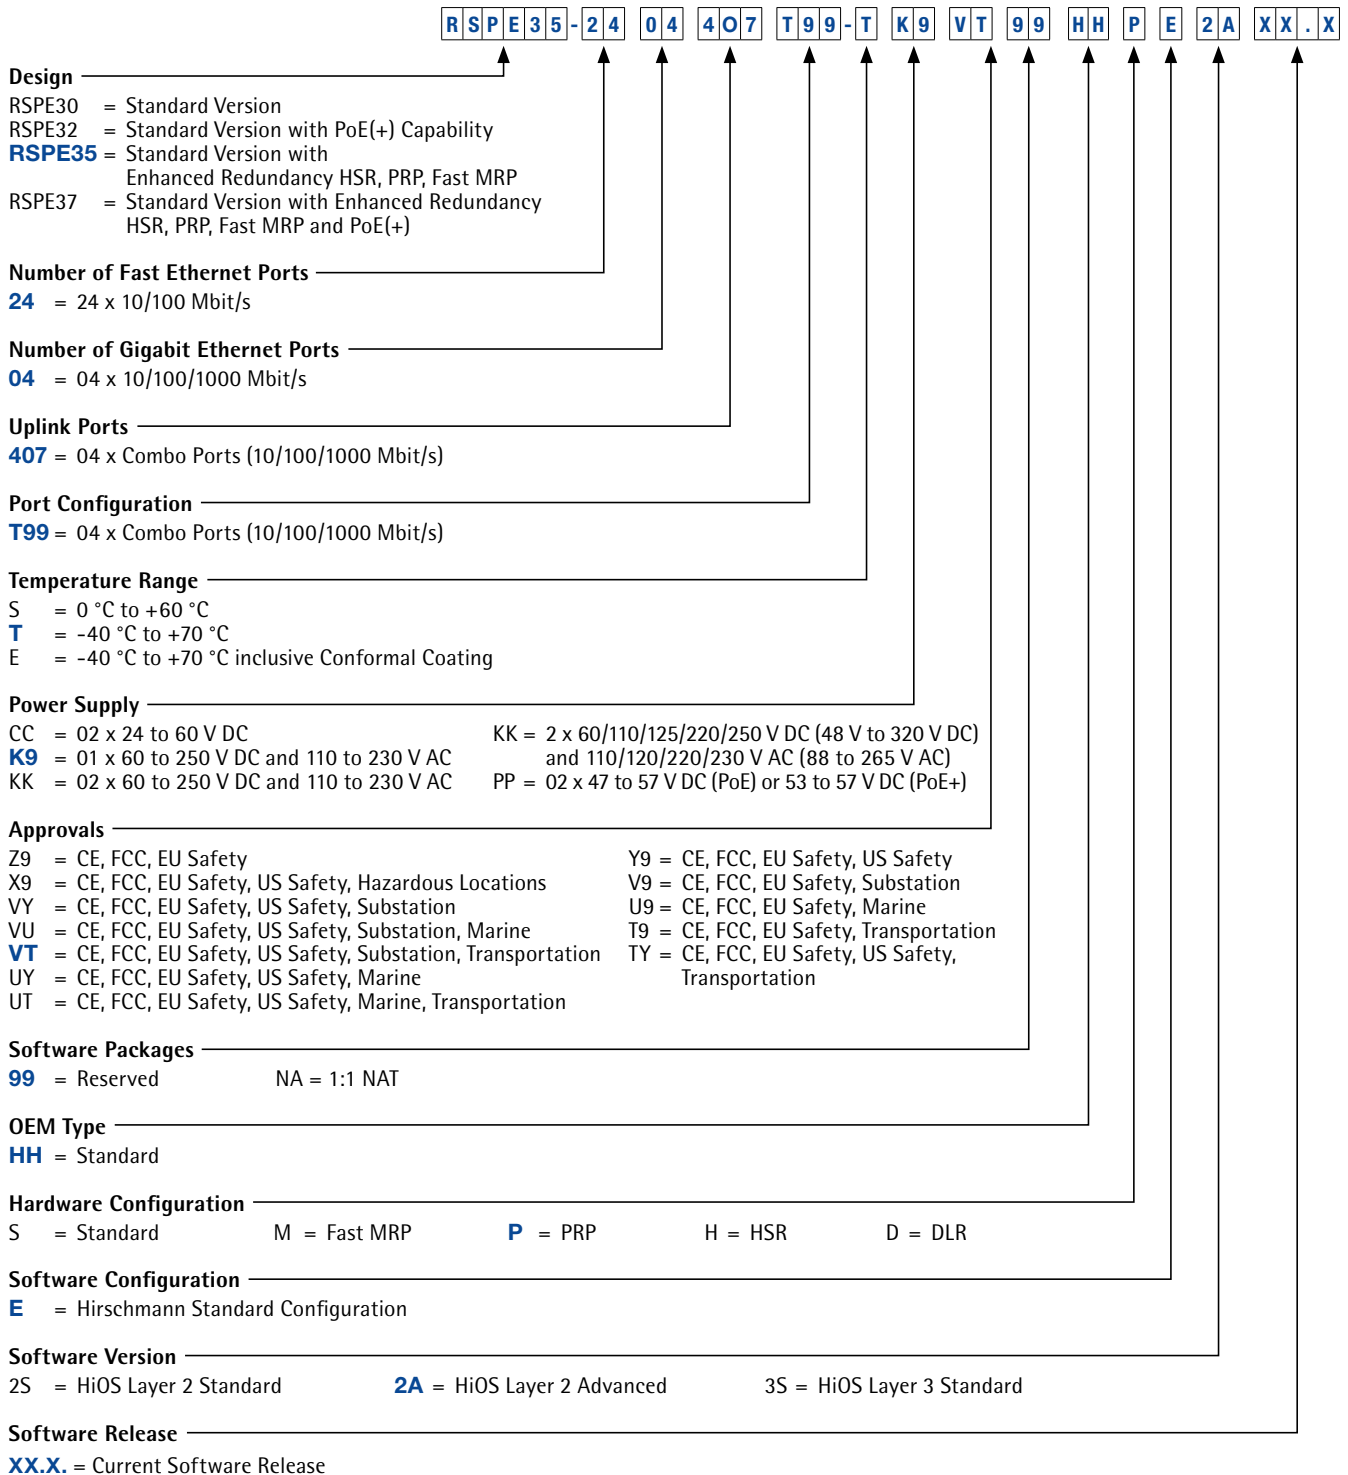 RSPE35-24 04 4O7 T99-T K9 VT 99 HH P E 2A XX.X
Design
RSPE30 = Standard Version
RSPE32 = Standard Version with PoE(+) Capability
RSPE35 = Standard Version with
Enhanced Redundancy HSR, PRP, Fast MRP
RSPE37 = Standard Version with Enhanced Redundancy
HSR, PRP, Fast MRP and PoE(+)
Number of Fast Ethernet Ports
24 = 24 x 10/100 Mbit/s
Number of Gigabit Ethernet Ports
04 = 04 x 10/100/1000 Mbit/s
Uplink Ports
407 = 04 x Combo Ports (10/100/1000 Mbit/s)
Port Configuration
T99 = 04 x Combo Ports (10/100/1000 Mbit/s)
Temperature Range
S = 0 °C to +60 °C
T = -40 °C to +70 °C
E = -40 °C to +70 °C inclusive Conformal Coating
Power Supply
CC = 02 x 24 to 60 V DC KK = 2 x 60/110/125/220/250 V DC (48 V to 320 V DC)
K9 = 01 x 60 to 250 V DC and 110 to 230 V AC and 110/120/220/230 V AC (88 to 265 V AC)
KK = 02 x 60 to 250 V DC and 110 to 230 V AC PP = 02 x 47 to 57 V DC (PoE) or 53 to 57 V DC (PoE+)
Approvals
Z9 = CE, FCC, EU Safety Y9 = CE, FCC, EU Safety, US Safety
X9 = CE, FCC, EU Safety, US Safety, Hazardous Locations V9 = CE, FCC, EU Safety, Substation
VY = CE, FCC, EU Safety, US Safety, Substation U9 = CE, FCC, EU Safety, Marine
VU = CE, FCC, EU Safety, US Safety, Substation, Marine T9 = CE, FCC, EU Safety, Transportation
VT = CE, FCC, EU Safety, US Safety, Substation, Transportation TY = CE, FCC, EU Safety, US Safety,
UY = CE, FCC, EU Safety, US Safety, Marine Transportation
UT = CE, FCC, EU Safety, US Safety, Marine, Transportation
Software Packages
99 = Reserved NA = 1:1 NAT
OEM Type
HH = Standard
Hardware Configuration
S = Standard M = Fast MRP P = PRP H = HSR D = DLR
Software Configuration
E = Hirschmann Standard Configuration
Software Version
2S = HiOS Layer 2 Standard 2A = HiOS Layer 2 Advanced 3S = HiOS Layer 3 Standard
Software Release
XX.X. = Current Software Release